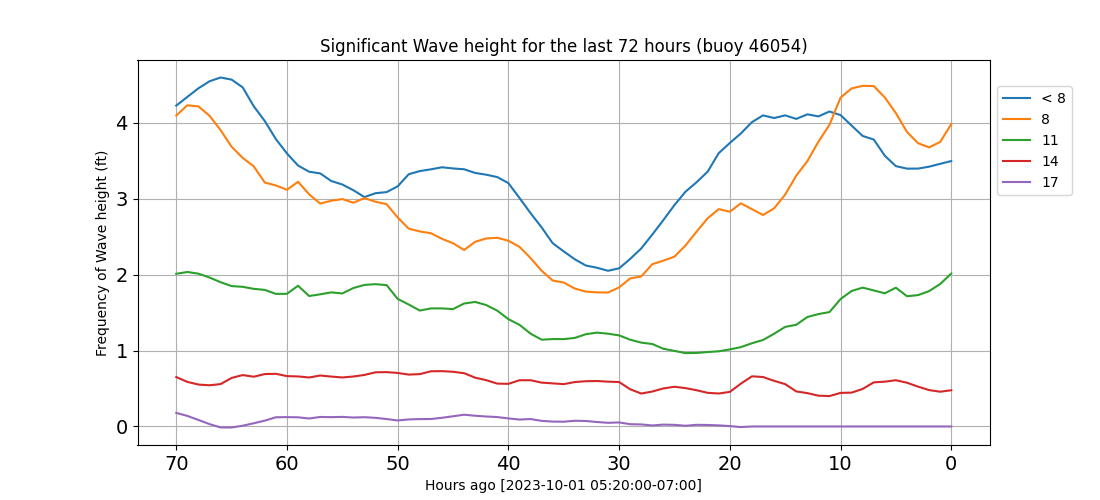 Significant Wave height for the last 72 hours (buoy 46054)
Frequency of Wave height (ft)
4
3
2
1
0
70 60 50 40 30 20 10 0
Hours ago [2023-10-01 05:20:00-07:00]
< 8
8
11
14
17